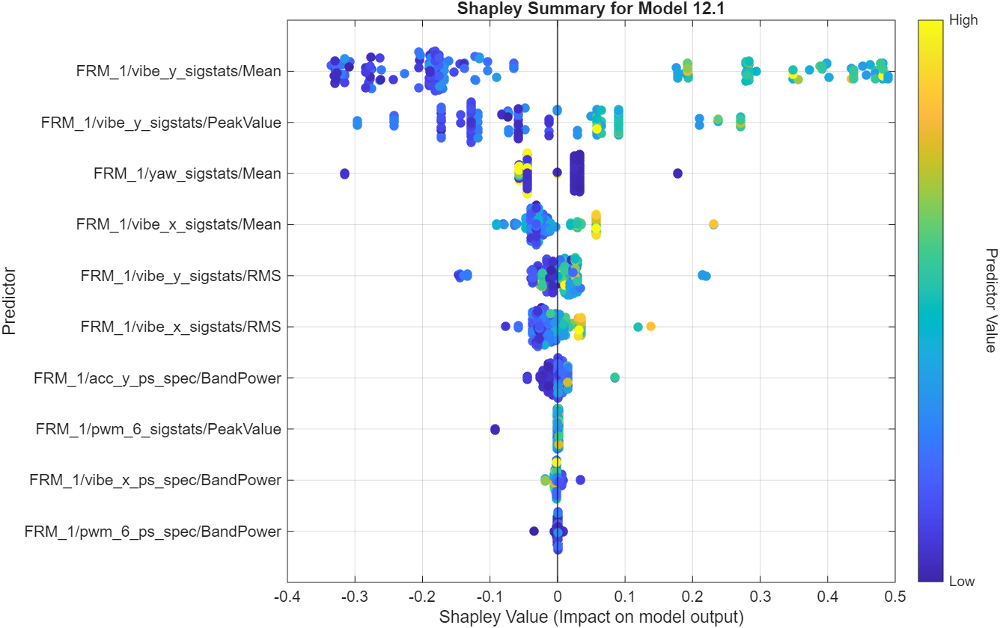 Shapley Summary for Model 12.1
High
FRM_1/vibe_y_sigstats/Mean
FRM_1/vibe_y_sigstats/PeakValue
FRM_1/yaw_sigstats/Mean
FRM_1/vibe_x_sigstats/Mean
FRM_1/vibe_y_sigstats/RMS
FRM_1/vibe_x_sigstats/RMS
FRM_1/acc_y_ps_spec/BandPower
FRM_1/pwm_6_sigstats/PeakValue
FRM_1/vibe_x_ps_spec/BandPower
FRM_1/pwm_6_ps_spec/BandPower
Predictor
Predictor Value
Low
-0.4 -0.3 -0.2 -0.1 0 0.1 0.2 0.3 0.4 0.5
Shapley Value (Impact on model output)